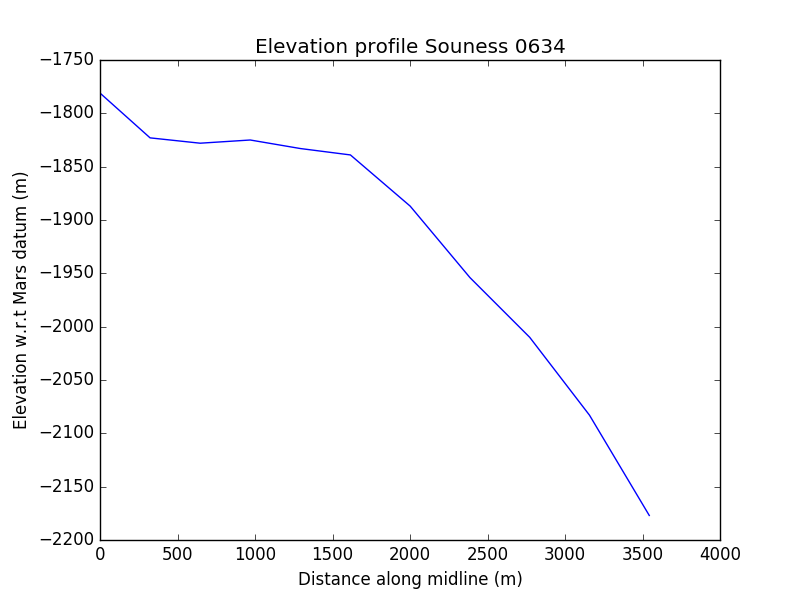 Elevation profile Souness 0634
−1750
−1800
−1850
−1900
−1950
−2000
−2050
−2100
−2150
−2200
Elevation w.r.t Mars datum (m)
0 500 1000 1500 2000 2500 3000 3500 4000
Distance along midline (m)